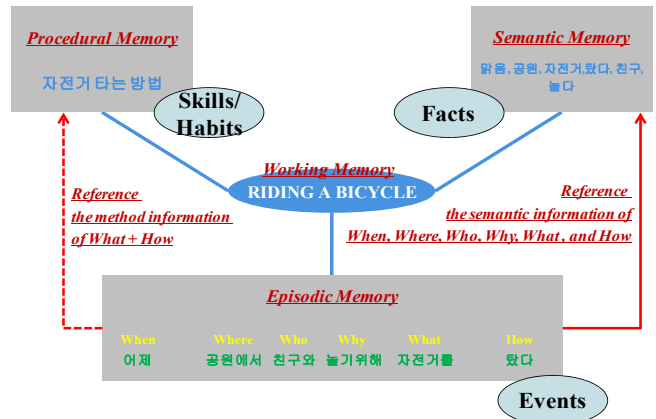 Procedural Memory
자전거 타는 방법
Skills/
Habits
Semantic Memory
맑음, 공원, 자전거,탔다, 친구,
놀다
Facts
Working Memory
RIDING A BICYCLE
Reference
the method information
of What + How
Reference
the semantic information of
When, Where, Who, Why, What , and How
Episodic Memory
When Where Who Why What How
어제 공원에서 친구와 놀기위해 자전거를 탔다
Events